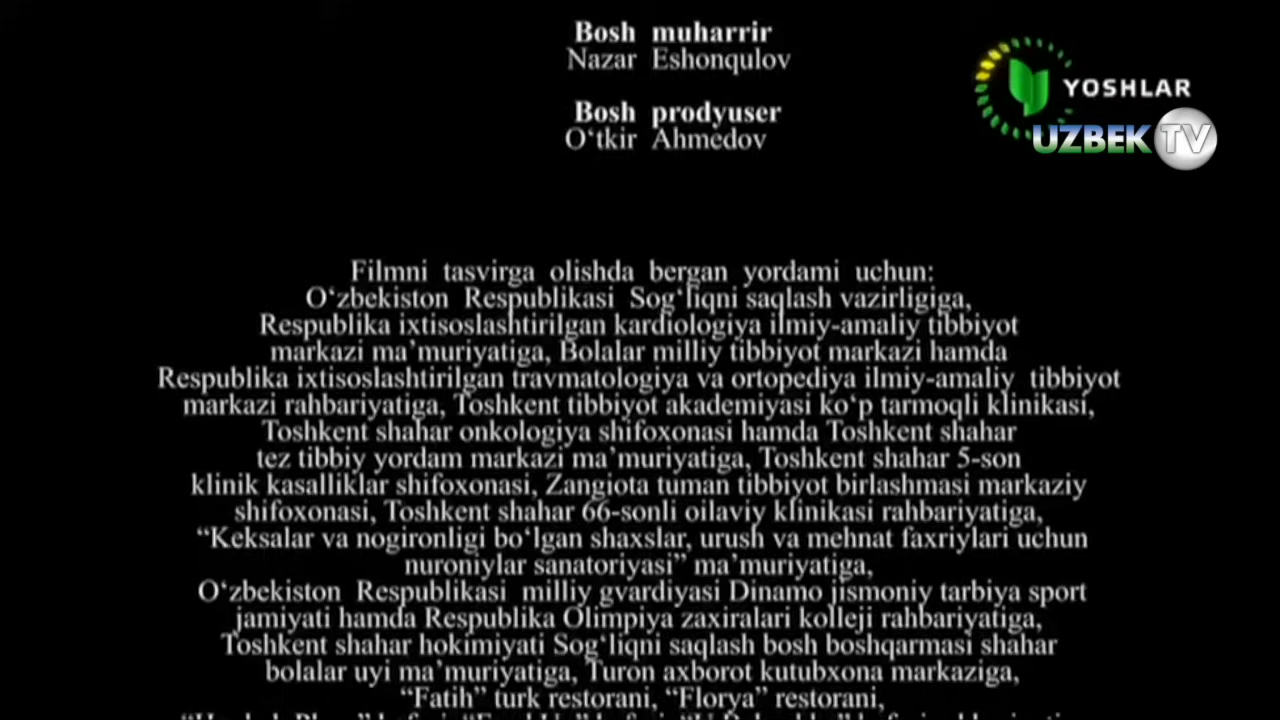 Bosh muharrir
Nazar Eshonqulov
Bosh prodyuser
O‘tkir Ahmedov
YOSHLAR
UZBEK TV
Filmni tasvirga olishda bergan yordami uchun:
O‘zbekiston Respublikasi Sog‘liqni saqlash vazirligiga,
Respublika ixtisoslashtirilgan kardiologiya ilmiy-amaliy tibbiyot
markazi ma’muriyatiga, Bolalar milliy tibbiyot markazi hamda
Respublika ixtisoslashtirilgan travmatologiya va ortopediya ilmiy-amaliy tibbiyot
markazi rahbariyatiga, Toshkent tibbiyot akademiyasi ko‘p tarmoqli klinikasi,
Toshkent shahar onkologiya shifoxonasi hamda Toshkent shahar
tez tibbiy yordam markazi ma’muriyatiga, Toshkent shahar 5-son
klinik kasalliklar shifoxonasi, Zangiota tuman tibbiyot birlashmasi markaziy
shifoxonasi, Toshkent shahar 66-sonli oilaviy klinikasi rahbariyatiga,
“Keksalar va nogironligi bo‘lgan shaxslar, urush va mehnat faxriylari uchun
nuroniylar sanatoriyasi” ma’muriyatiga,
O‘zbekiston Respublikasi milliy gvardiyasi Dinamo jismoniy tarbiya sport
jamiyati hamda Respublika Olimpiya zaxiralari kolleji rahbariyatiga,
Toshkent shahar hokimiyati Sog‘liqni saqlash bosh boshqarmasi shahar
bolalar uyi ma’muriyatiga, Turon axborot kutubxona markaziga,
“Fatih” turk restorani, “Florya” restorani,